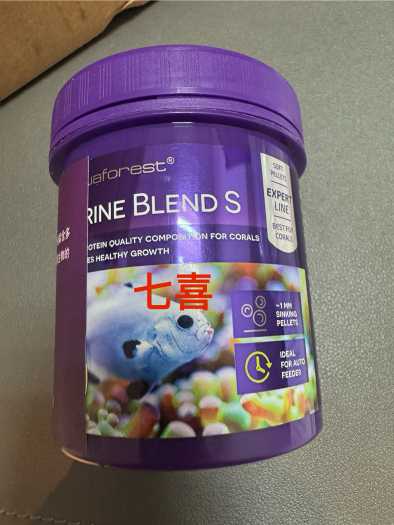 uaforest®
RINE BLEND S
OTEIN QUALITY COMPOSITION FOR CORALS
ES HEALTHY GROWTH
SOFT
PELLETS
EXPERT
LINE
BEST FOR
CORALS
七喜
~1 MM
SINKING
PELLETS
IDEAL
FOR AUTO
FEEDER